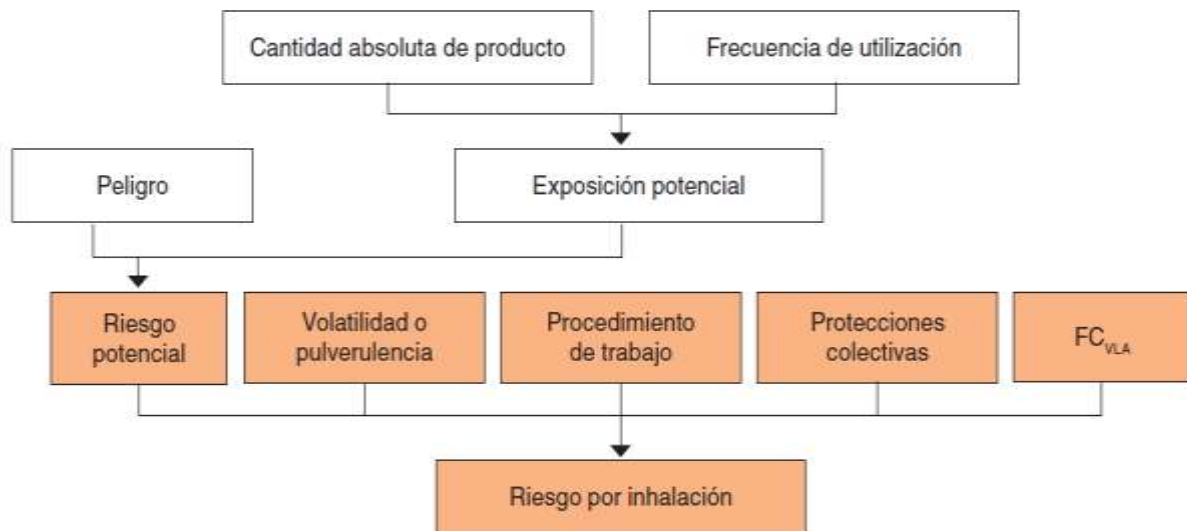 Cantidad absoluta de producto
Frecuencia de utilización
Peligro
Exposición potencial
Riesgo
potencial
Volatilidad o
pulverulencia
Procedimiento
de trabajo
Protecciones
colectivas
FC VLA
Riesgo por inhalación